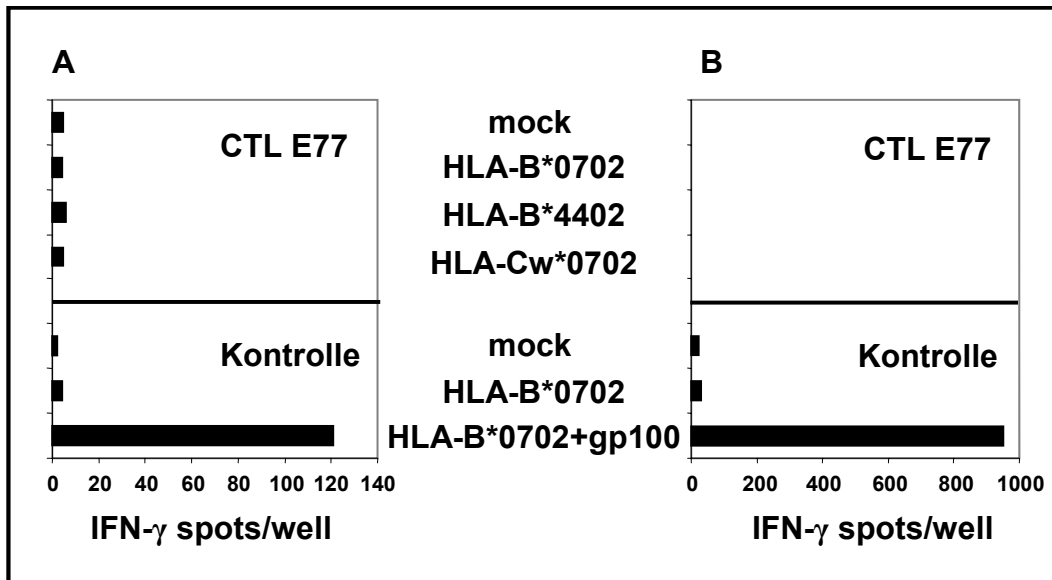 A
B
CTL E77
mock
HLA-B*0702
HLA-B*4402
HLA-Cw*0702
CTL E77
Kontrolle
mock
HLA-B*0702
HLA-B*0702+gp100
Kontrolle
0 20 40 60 80 100 120 140
0 200 400 600 800 1000
IFN-γ spots/well
IFN-γ spots/well